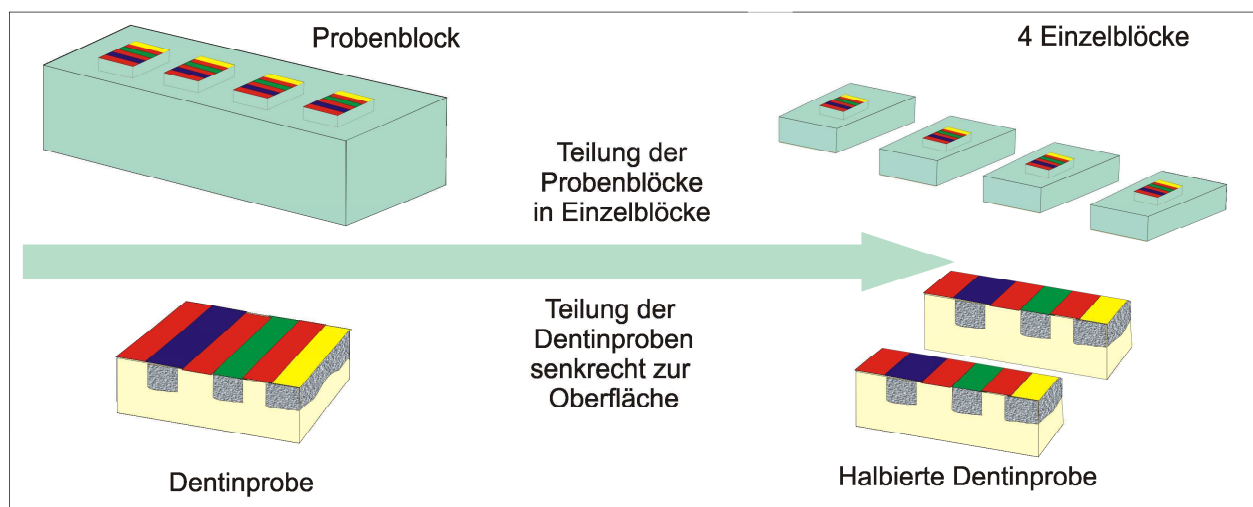 Probenblock
4 Einzelblöcke
Teilung der
Probenblöcke
in Einzelblöcke
Teilung der
Dentinproben
senkrecht zur
Oberfläche
Dentinprobe
Halbierte Dentinprobe